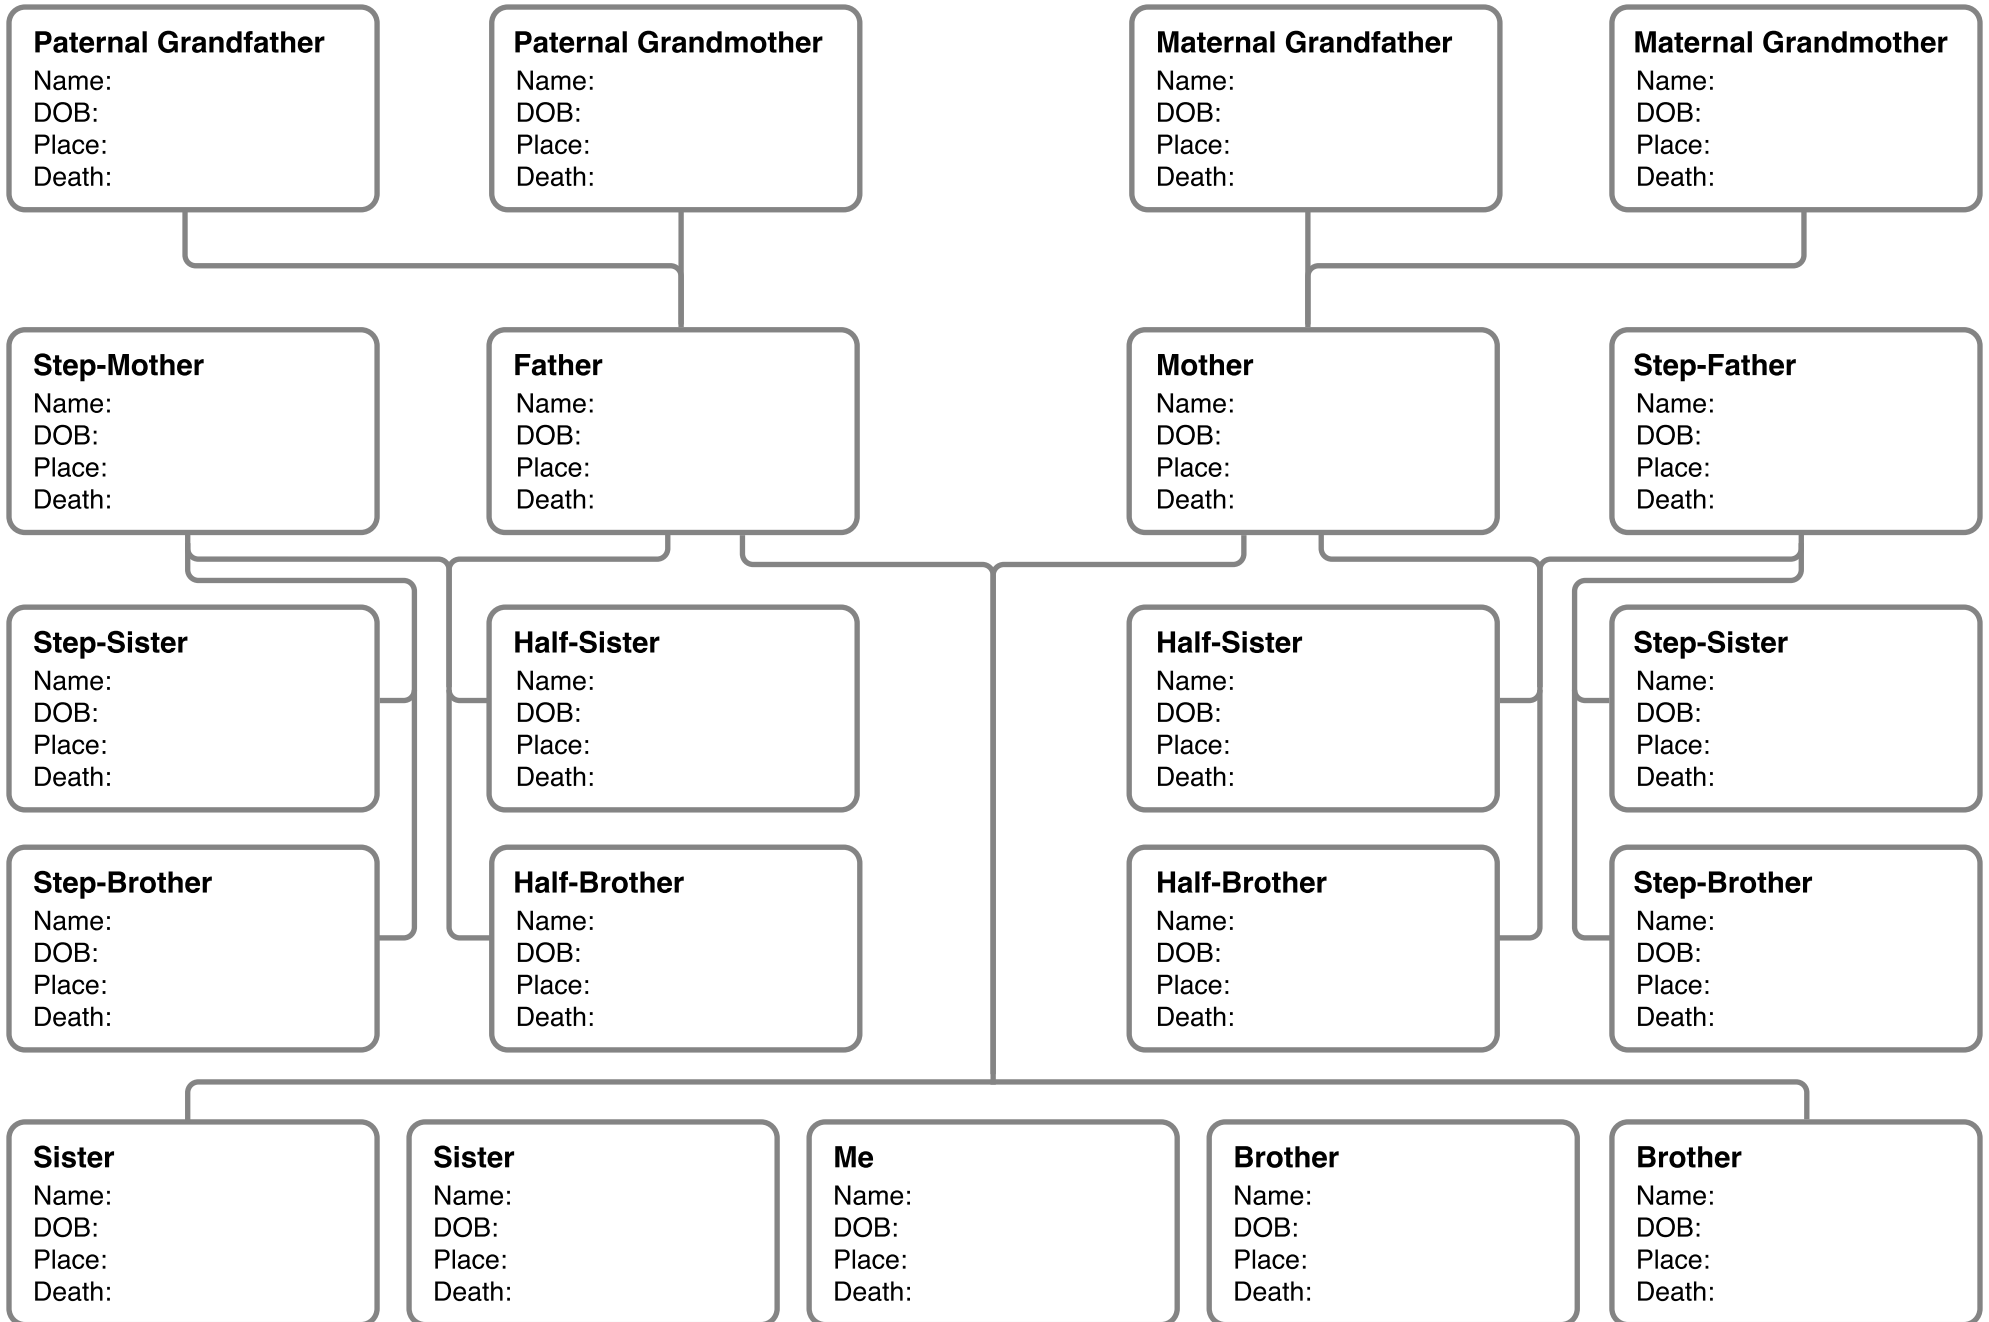 Paternal Grandfather
Name:
DOB:
Place:
Death:
Paternal Grandmother
Name:
DOB:
Place:
Death:
Maternal Grandfather
Name:
DOB:
Place:
Death:
Maternal Grandmother
Name:
DOB:
Place:
Death:
Step-Mother
Name:
DOB:
Place:
Death:
Father
Name:
DOB:
Place:
Death:
Mother
Name:
DOB:
Place:
Death:
Step-Father
Name:
DOB:
Place:
Death:
Step-Sister
Name:
DOB:
Place:
Death:
Half-Sister
Name:
DOB:
Place:
Death:
Half-Sister
Name:
DOB:
Place:
Death:
Step-Sister
Name:
DOB:
Place:
Death:
Step-Brother
Name:
DOB:
Place:
Death:
Half-Brother
Name:
DOB:
Place:
Death:
Half-Brother
Name:
DOB:
Place:
Death:
Step-Brother
Name:
DOB:
Place:
Death:
Sister
Name:
DOB:
Place:
Death:
Sister
Name:
DOB:
Place:
Death:
Me
Name:
DOB:
Place:
Death:
Brother
Name:
DOB:
Place:
Death:
Brother
Name:
DOB:
Place:
Death: